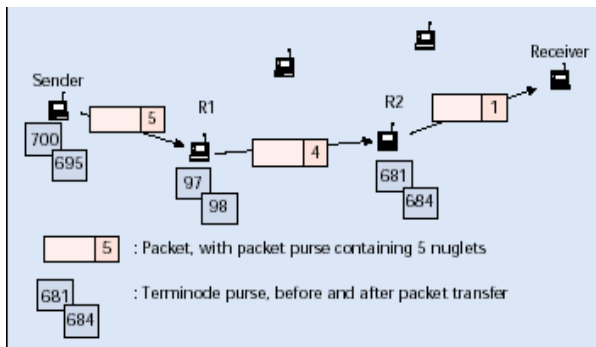 Receiver
Sender
R1
R2
5
1
700
695
4
97
98
681
684
5 : Packet, with packet purse containing 5 nuglets
681
684
: Terminode purse, before and after packet transfer